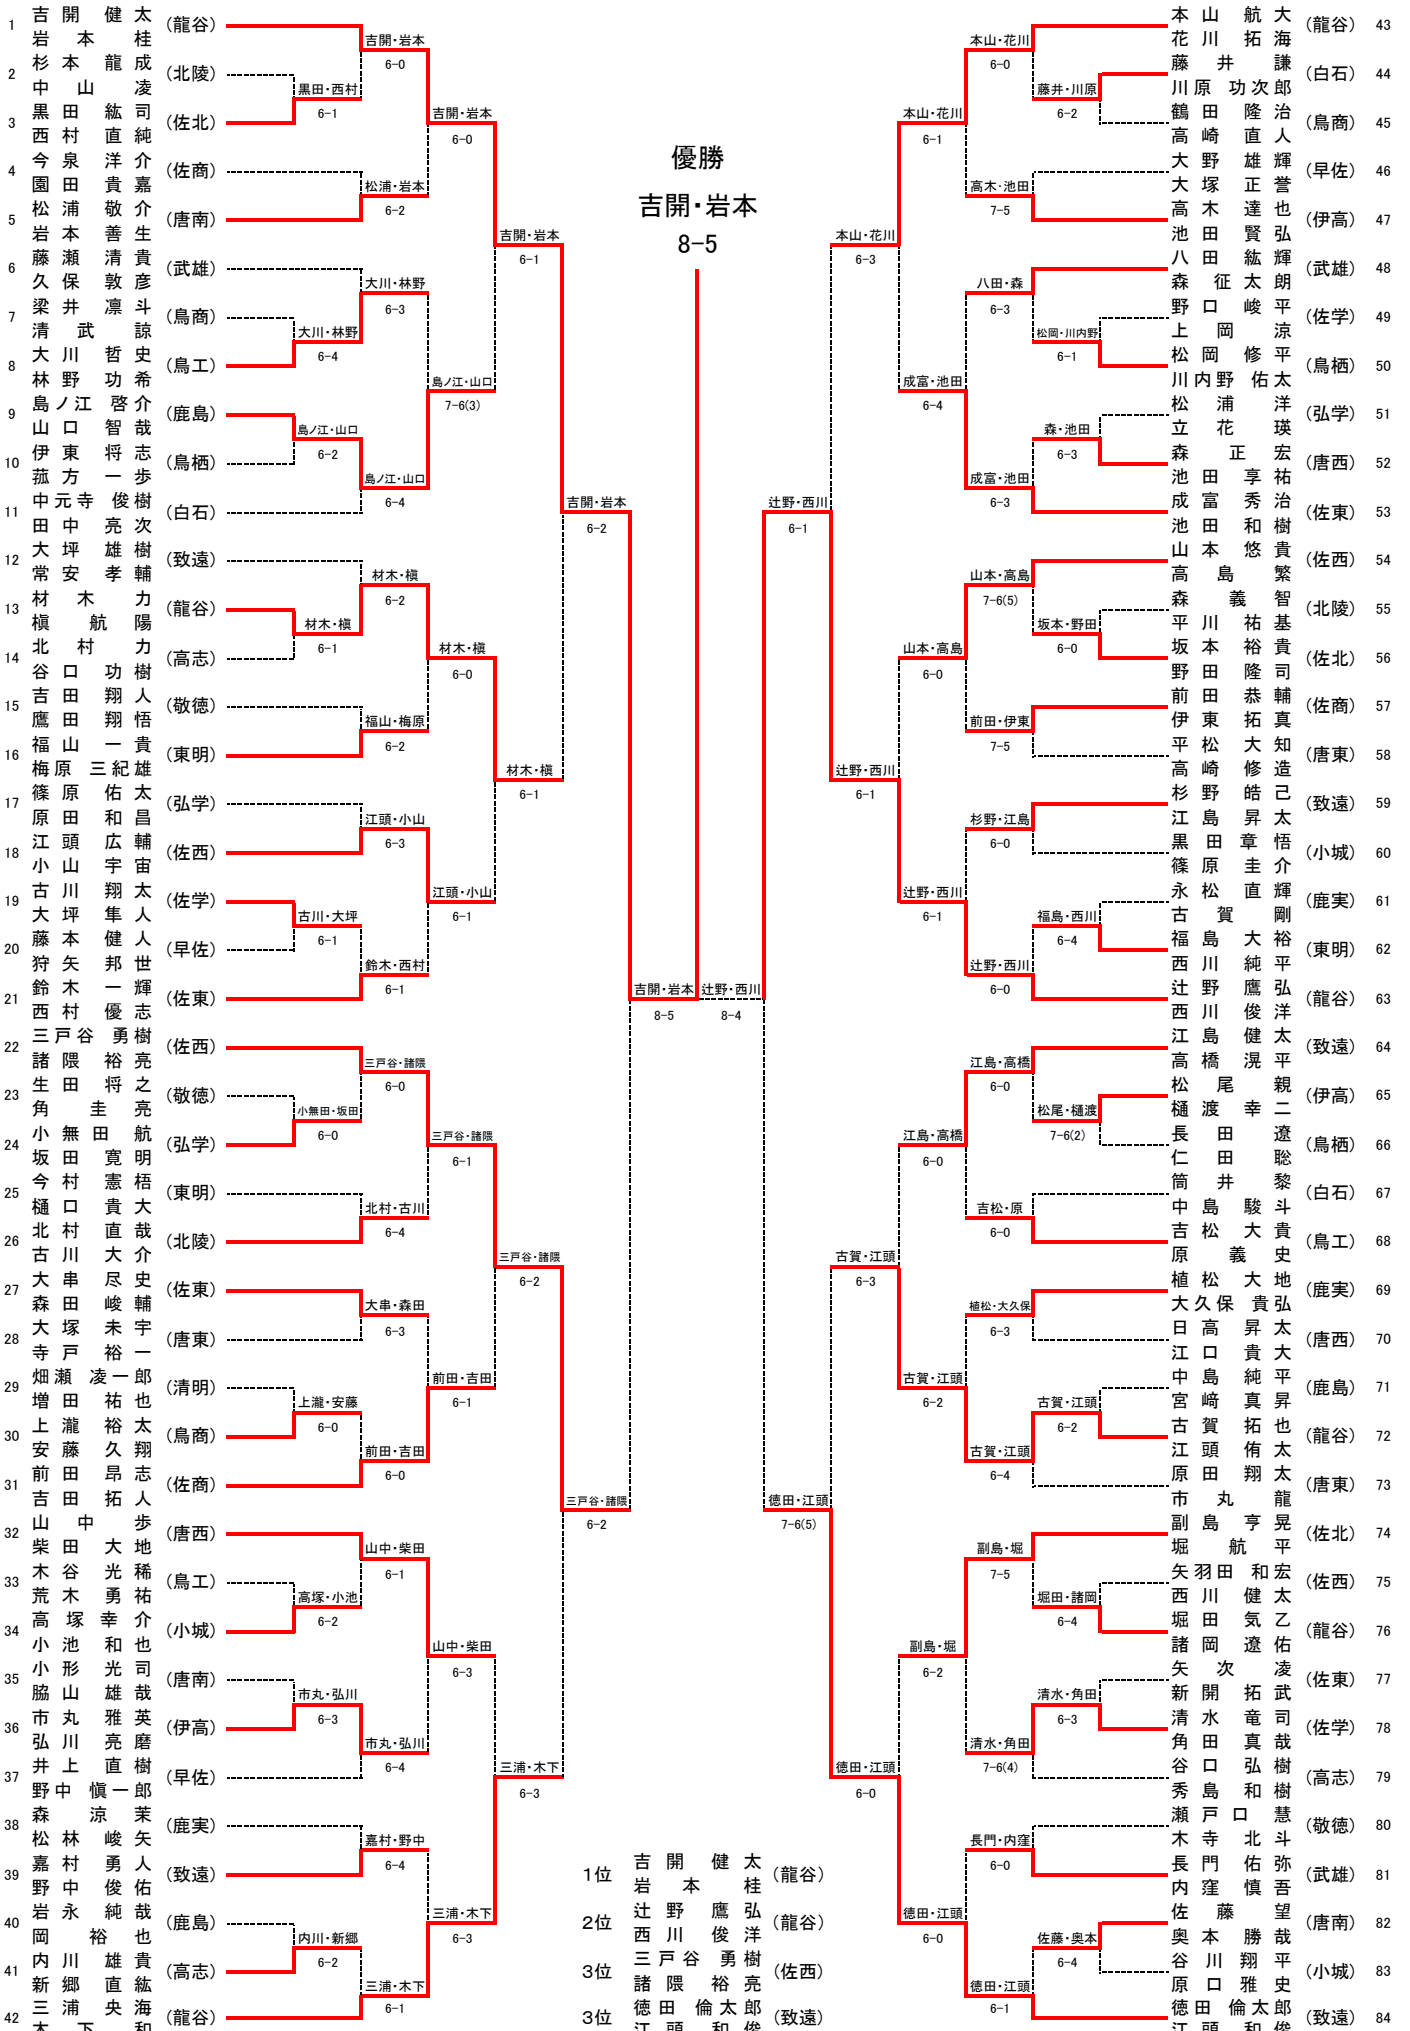 優勝
吉開・岩本
8-5
1 吉開 健太 (龍谷)
岩本 桂
2 杉本 龍成 (北陵)
中山 凌
3 黒田 紘司 (佐北)
西村 直純
4 今泉 洋介 (佐商)
園田 貴嘉
5 松浦 敬介 (唐南)
岩本 善生
6 藤瀬 清貴 (武雄)
久保 敦彦
7 梁井 凛斗 (鳥商)
清武 諒
8 大川 哲史 (鳥工)
林野 功希
9 島ノ江 啓介 (鹿島)
山口 智哉
10 伊東 将志 (鳥栖)
菰方 一歩
11 中元寺 俊樹 (白石)
田中 亮次
12 大坪 雄樹 (致遠)
常安 孝輔
13 材木 力 (龍谷)
槇 航陽
14 北村 力 (高志)
谷口 功樹
15 吉田 翔人 (敬徳)
鷹田 翔悟
16 福山 一貴 (東明)
梅原 三紀雄
17 篠原 佑太 (弘学)
原田 和昌
18 江頭 広輔 (佐西)
小山 宇宙
19 古川 翔太 (佐学)
大坪 隼人
20 藤本 健人 (早佐)
狩矢 邦世
21 鈴木 一輝 (佐東)
西村 優志
22 三戸谷 勇樹 (佐西)
諸隈 裕亮
23 生田 将之 (敬徳)
角 圭亮
24 小無田 航 (弘学)
坂田 寛明
25 今村 憲梧 (東明)
樋口 貴大
26 北村 直哉 (北陵)
古川 大介
27 大串 尽史 (佐東)
森田 峻輔
28 大塚 未宇 (唐東)
寺戸 裕一
29 畑瀬 凌一郎 (清明)
増田 祐也
30 上瀧 裕太 (鳥商)
安藤 久翔
31 前田 昂志 (佐商)
吉田 拓人
32 山中 歩 (唐西)
柴田 大地
33 木谷 光稀 (鳥工)
荒木 勇祐
34 高塚 幸介 (小城)
小池 和也
35 小形 光司 (唐南)
脇山 雄哉
36 市丸 雅英 (伊高)
弘川 亮磨
37 井上 直樹 (早佐)
野中 愼一郎
38 森 涼茉 (鹿実)
松林 峻矢
39 嘉村 勇人 (致遠)
野中 俊佑
40 岩永 純哉 (鹿島)
岡 裕也
41 内川 雄貴 (高志)
新郷 直紘
42 三浦 央海 (龍谷)
木下 和
吉開・岩本 6-0
黒田・西村 6-1
吉開・岩本 6-0
松浦・岩本 6-2
吉開・岩本 6-1
大川・林野 6-3
大川・林野 6-4
島ノ江・山口 7-6(3)
島ノ江・山口 6-2
島ノ江・山口 6-4
吉開・岩本 6-2
材木・槇 6-2
材木・槇 6-1
材木・槇 6-0
福山・梅原 6-2
材木・槇 6-1
江頭・小山 6-3
江頭・小山 6-1
古川・大坪 6-1
鈴木・西村 6-1
吉開・岩本 8-5
三戸谷・諸隈 6-0
小無田・坂田 6-0
三戸谷・諸隈 6-1
北村・古川 6-4
三戸谷・諸隈 6-2
大串・森田 6-3
前田・吉田 6-1
上瀧・安藤 6-0
前田・吉田 6-0
三戸谷・諸隈 6-2
山中・柴田 6-1
高塚・小池 6-2
山中・柴田 6-3
市丸・弘川 6-3
市丸・弘川 6-4
三浦・木下 6-3
嘉村・野中 6-4
三浦・木下 6-3
内川・新郷 6-2
三浦・木下 6-1
本山・花川 6-0
藤井・川原 6-2
本山・花川 6-1
高木・池田 7-5
本山・花川 6-3
八田・森 6-3
松岡・川内野 6-1
成富・池田 6-4
森・池田 6-3
成富・池田 6-3
辻野・西川 6-1
山本・高島 7-6(5)
坂本・野田 6-0
山本・高島 6-0
前田・伊東 7-5
辻野・西川 6-1
杉野・江島 6-0
辻野・西川 6-1
福島・西川 6-4
辻野・西川 6-0
辻野・西川 8-4
江島・高橋 6-0
松尾・樋渡 7-6(2)
江島・高橋 6-0
吉松・原 6-0
古賀・江頭 6-3
植松・大久保 6-3
古賀・江頭 6-2
古賀・江頭 6-2
古賀・江頭 6-4
徳田・江頭 7-6(5)
副島・堀 7-5
堀田・諸岡 6-4
副島・堀 6-2
清水・角田 6-3
清水・角田 7-6(4)
徳田・江頭 6-0
長門・内窪 6-0
徳田・江頭 6-0
佐藤・奥本 6-4
徳田・江頭 6-1
本山 航大 (龍谷) 43
花川 拓海
藤井 謙 (白石) 44
川原 功次郎
鶴田 隆治 (鳥商) 45
高崎 直人
大野 雄輝 (早佐) 46
大塚 正誉
高木 達也 (伊高) 47
池田 賢弘
八田 紘輝 (武雄) 48
森 征太朗
野口 峻平 (佐学) 49
上岡 涼
松岡 修平 (鳥栖) 50
川内野 佑太
松浦 洋 (弘学) 51
立花 瑛
森 正宏 (唐西) 52
池田 享祐
成富 秀治 (佐東) 53
池田 和樹
山本 悠貴 (佐西) 54
高島 繁
森 義智 (北陵) 55
平川 祐基
坂本 裕貴 (佐北) 56
野田 隆司
前田 恭輔 (佐商) 57
伊東 拓真
平松 大知 (唐東) 58
高崎 修造
杉野 皓己 (致遠) 59
江島 昇太
黒田 章悟 (小城) 60
篠原 圭介
永松 直輝 (鹿実) 61
古賀 剛
福島 大裕 (東明) 62
西川 純平
辻野 鷹弘 (龍谷) 63
西川 俊洋
江島 健太 (致遠) 64
高橋 滉平
松尾 親 (伊高) 65
樋渡 幸二
長田 遼 (鳥栖) 66
仁田 聡
筒井 黎 (白石) 67
中島 駿斗
吉松 大貴 (鳥工) 68
原 義史
植松 大地 (鹿実) 69
大久保 貴弘
日高 昇太 (唐西) 70
江口 貴大
中島 純平 (鹿島) 71
宮﨑 真昇
古賀 拓也 (龍谷) 72
江頭 侑太
原田 翔太 (唐東) 73
市丸 龍
副島 亨晃 (佐北) 74
堀 航平
矢羽田 和宏 (佐西) 75
西川 健太
堀田 気乙 (龍谷) 76
諸岡 遼佑
矢次 凌 (佐東) 77
新開 拓武
清水 竜司 (佐学) 78
角田 真哉
谷口 弘樹 (高志) 79
秀島 和樹
瀬戸口 慧 (敬徳) 80
木寺 北斗
長門 佑弥 (武雄) 81
内窪 慎吾
佐藤 望 (唐南) 82
奥本 勝哉
谷川 翔平 (小城) 83
原口 雅史
徳田 倫太郎 (致遠) 84
江頭 和俊
1位 吉開 健太 (龍谷)
岩本 桂
2位 辻野 鷹弘 (龍谷)
西川 俊洋
3位 三戸谷 勇樹 (佐西)
諸隈 裕亮
3位 徳田 倫太郎 (致遠)
江頭 和俊